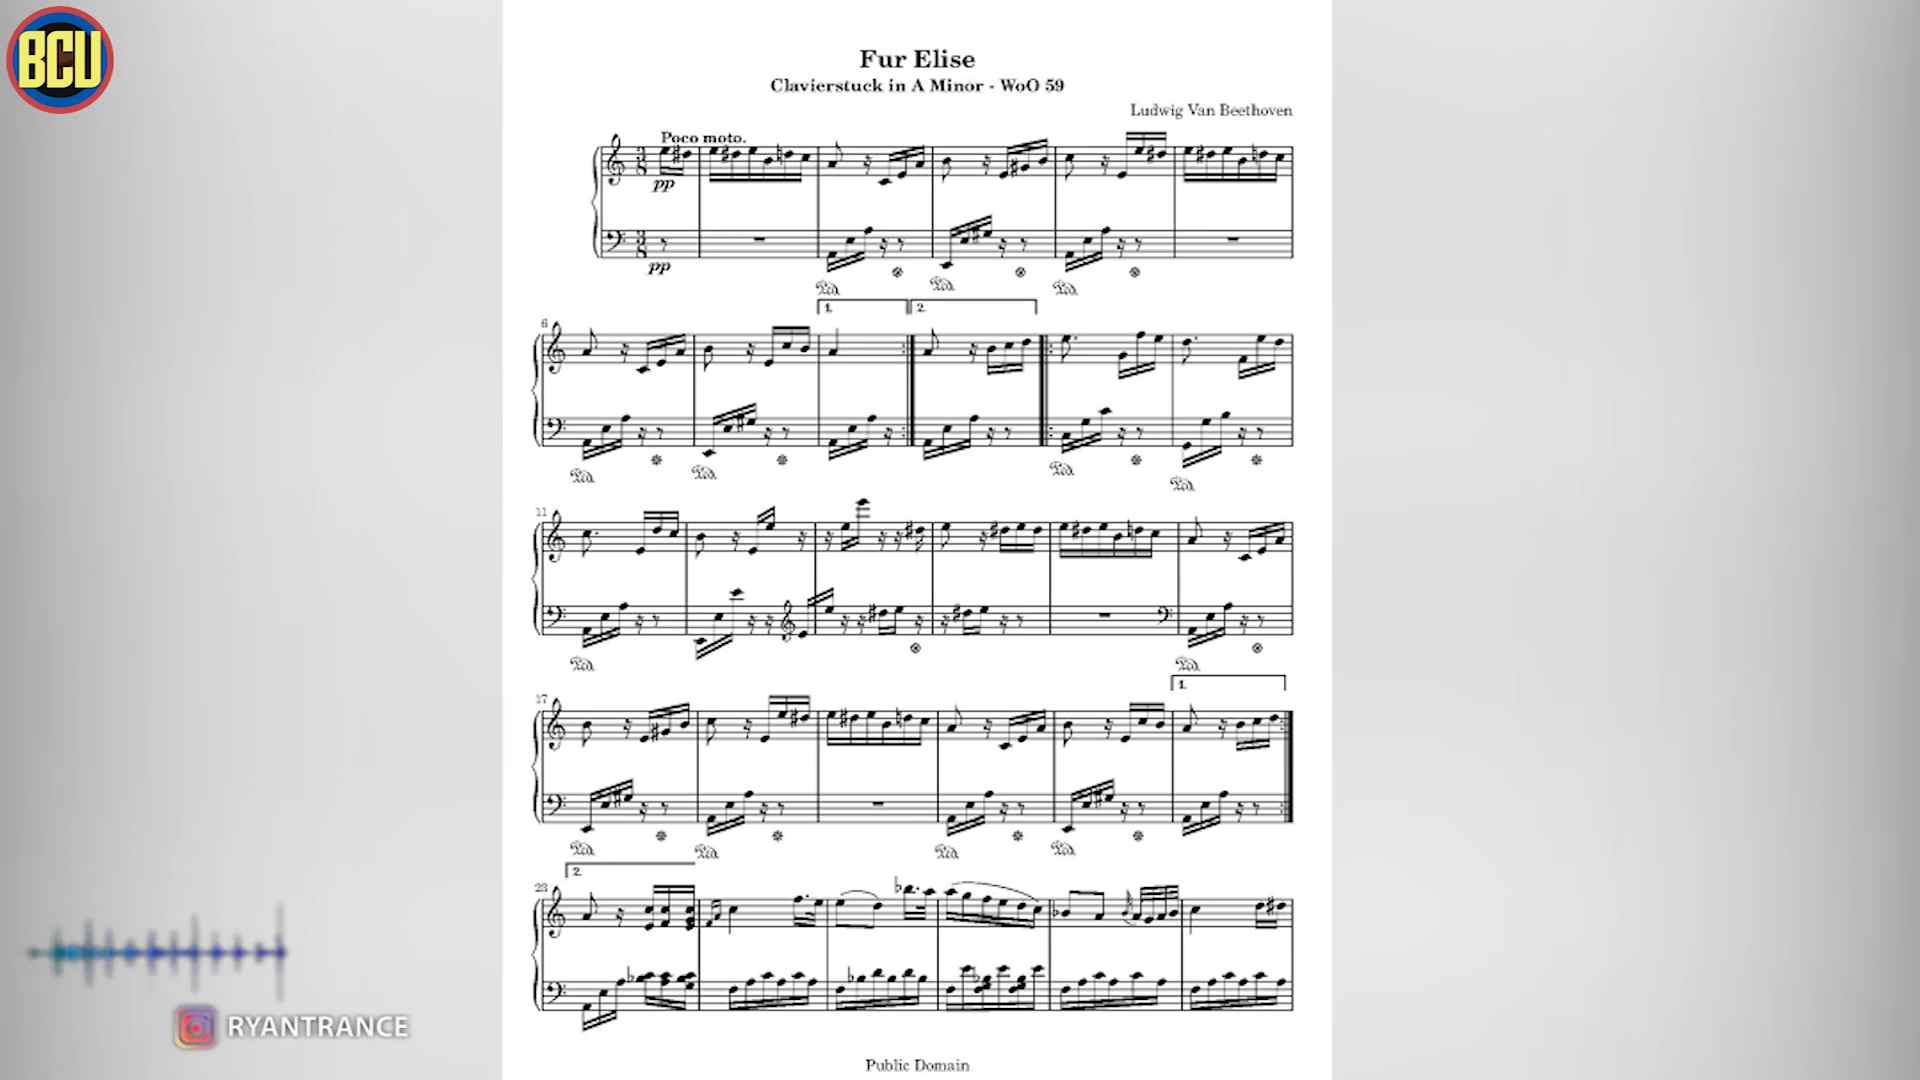 BCU
Fur Elise
Clavierstuck in A Minor - WoO 59
Ludwig Van Beethoven
Poco moto.
pp
pp
6
1.
2.
11
17
1.
23
2.
RYANTRANCE
Public Domain